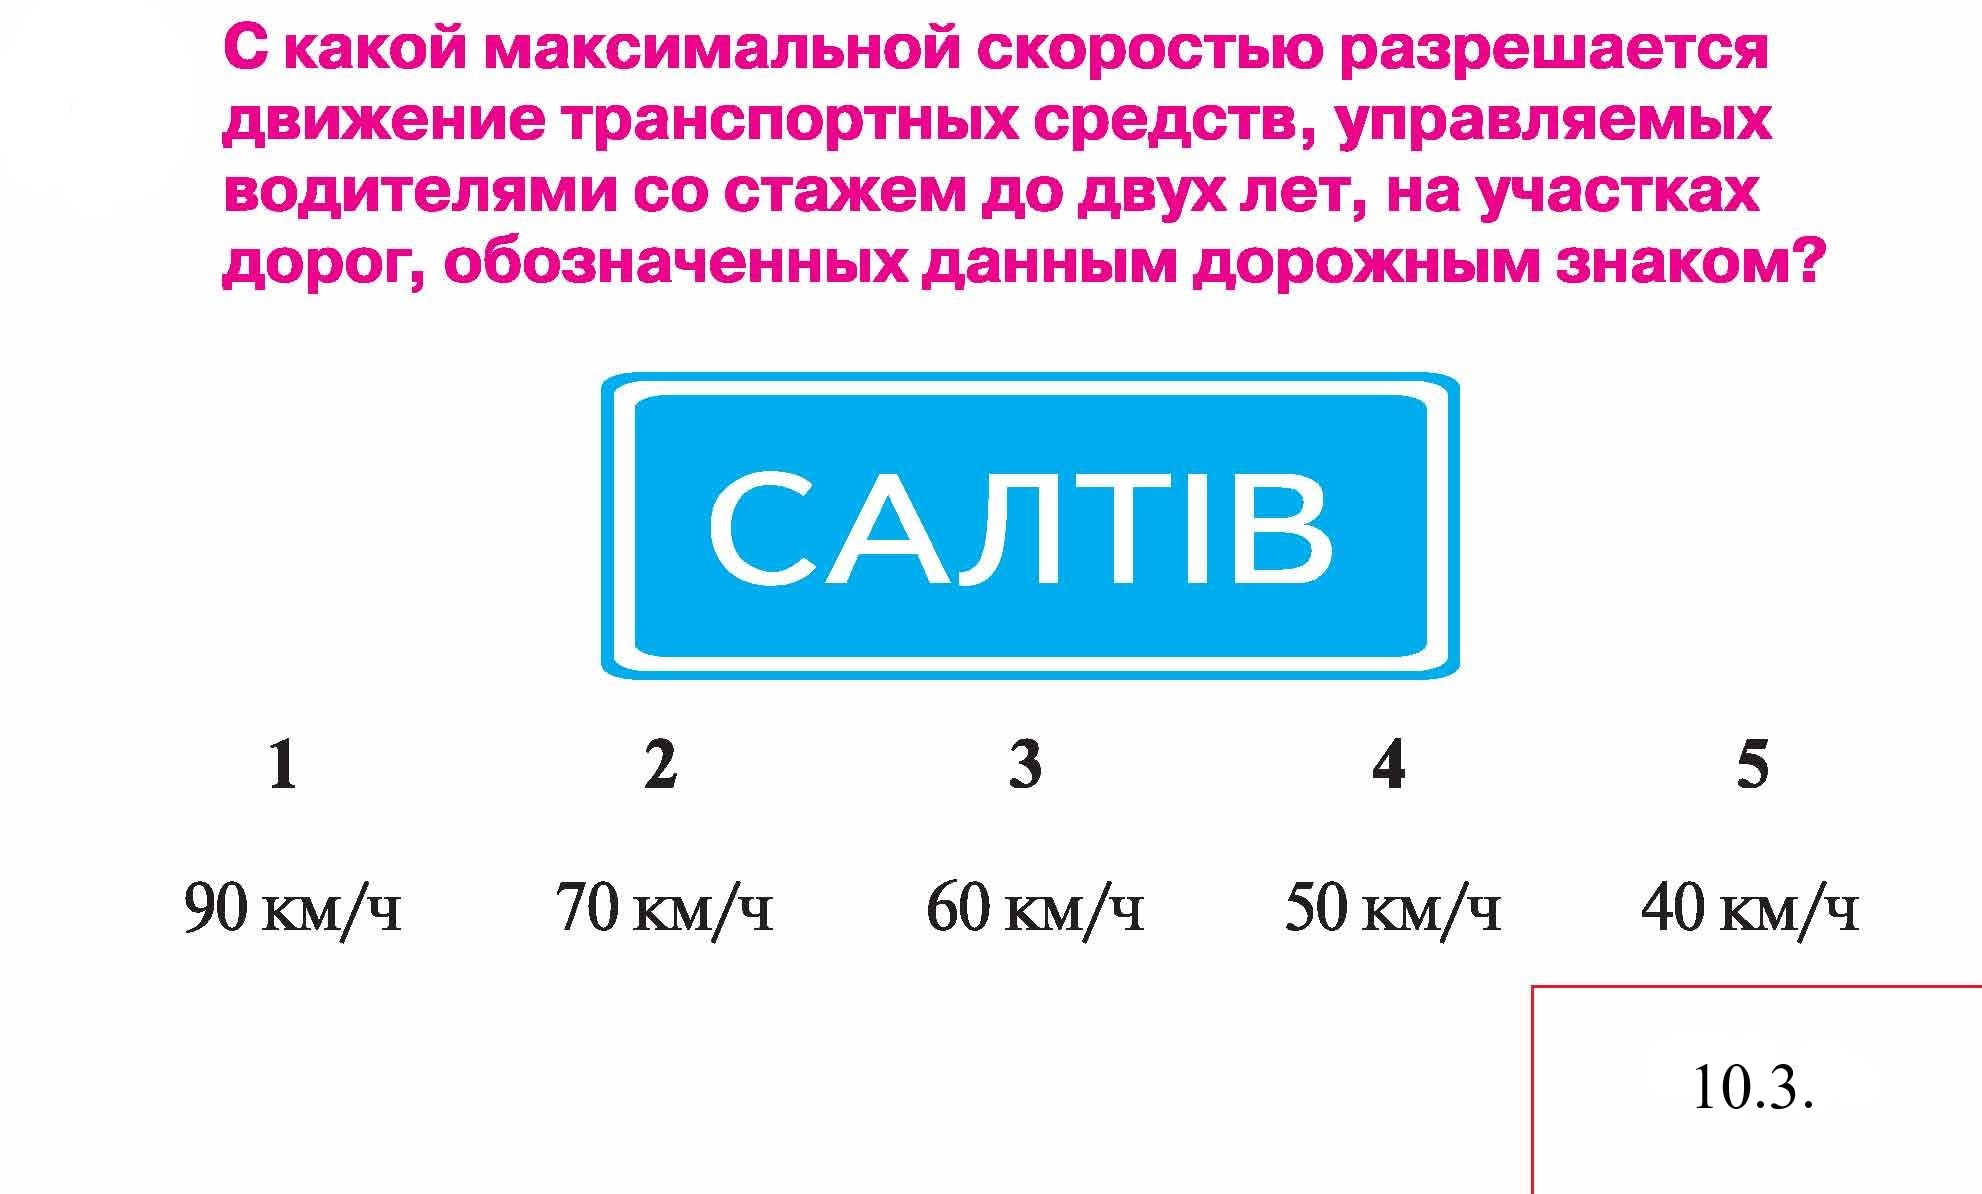 С какой максимальной скоростью разрешается
движение транспортных средств, управляемых
водителями со стажем до двух лет, на участках
дорог, обозначенных данным дорожным знаком?
САЛТІВ
1 2 3 4 5
90 км/ч 70 км/ч 60 км/ч 50 км/ч 40 км/ч
10.3.